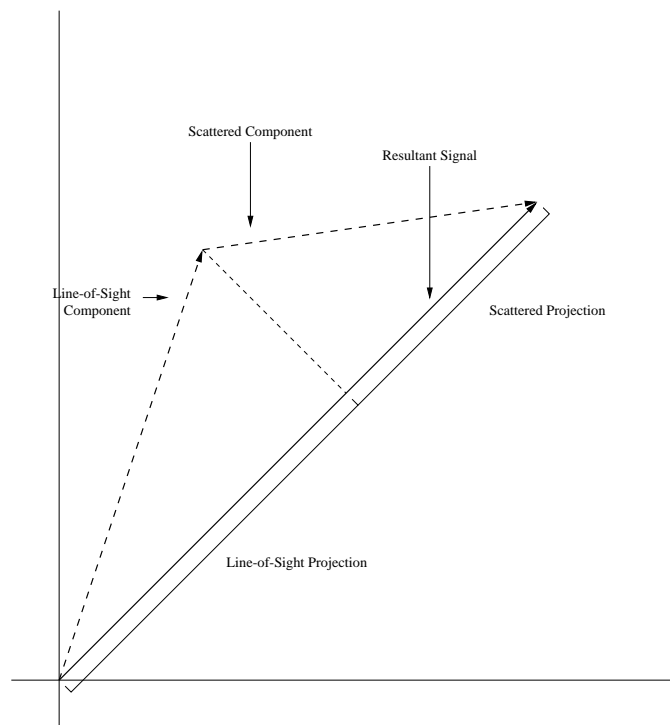 Scattered Component
Resultant Signal
Line-of-Sight
Component
Scattered Projection
Line-of-Sight Projection